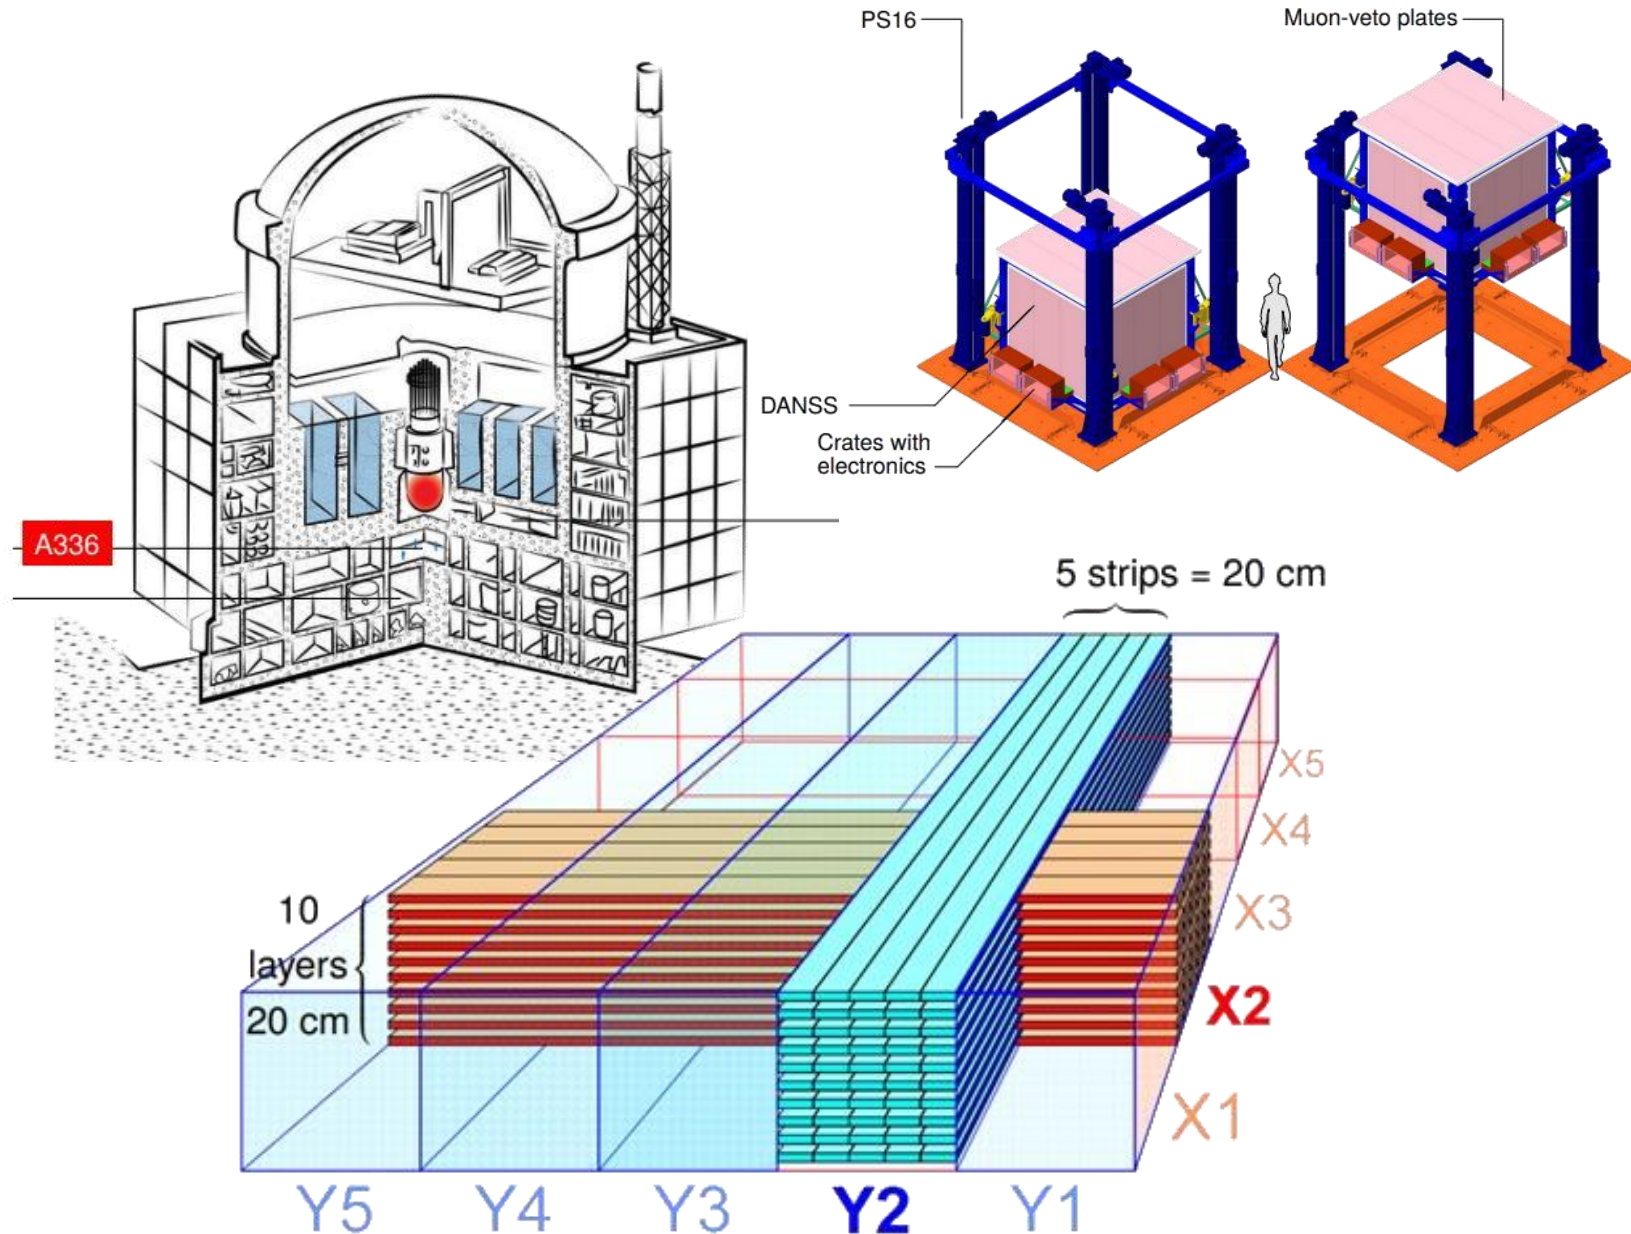 PS16
Muon-veto plates
DANSS
Crates with
electronics
A336
5 strips = 20 cm
X5
X4
10
layers
20 cm
X3
X2
X1
Y5
Y4
Y3
Y2
Y1